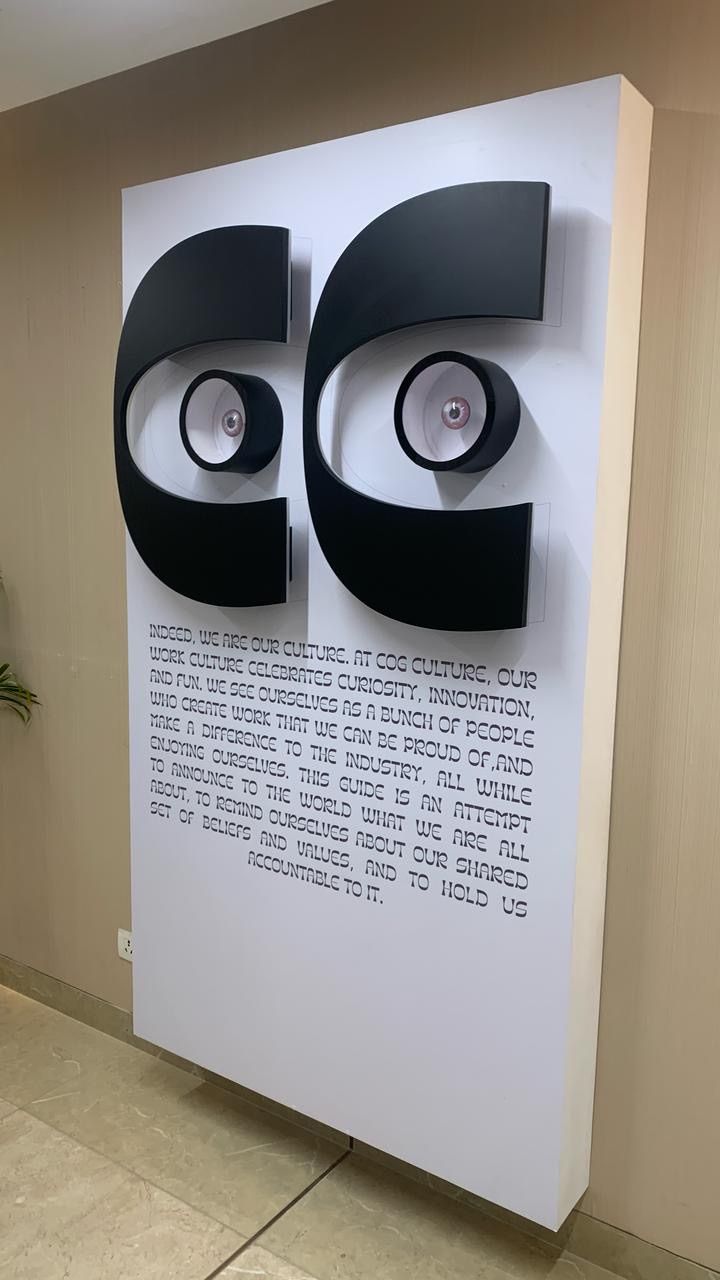 CC
INDEED, WE ARE OUR CULTURE. AT COG CULTURE, OUR
WORK CULTURE CELEBRATES CURIOSITY, INNOVATION,
AND FUN. WE SEE OURSELVES AS A BUNCH OF PEOPLE
WHO CREATE WORK THAT WE CAN BE PROUD OF,AND
MAKE A DIFFERENCE TO THE INDUSTRY, ALL WHILE
ENJOYING OURSELVES. THIS GUIDE IS AN ATTEMPT
TO ANNOUNCE TO THE WORLD WHAT WE ARE ALL
ABOUT, TO REMIND OURSELVES ABOUT OUR SHARED
SET OF BELIEFS AND VALUES, AND TO HOLD US
ACCOUNTABLE TO IT.